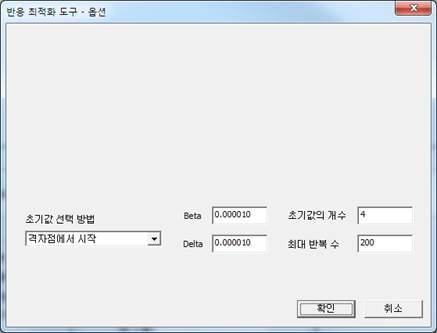 반응 최적화 도구 - 옵션
초기값 선택 방법
격자점에서 시작
Beta 0.000010
초기값의 개수 4
Delta 0.000010
최대 반복 수 200
확인
취소